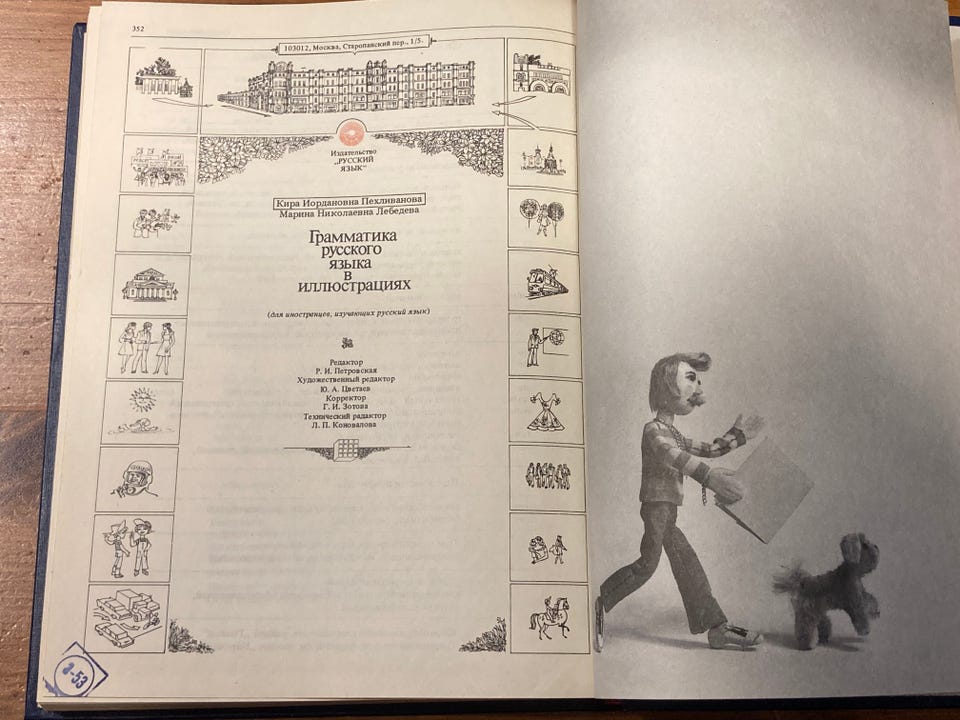 352
103012, Москва, Старопанский пер., 1/5.
Издательство
„РУССКИЙ
ЯЗЫК"
Кира Иордановна Пехливанова
Марина Николаевна Лебедева
Грамматика
русского
языка
в
иллюстрациях
(для иностранцев, изучающих русский язык)
Редактор
Р. И. Петровская
Художественный редактор
Ю. А. Цветаев
Корректор
Г. И. Зотова
Технический редактор
Л. П. Коновалова
з-53